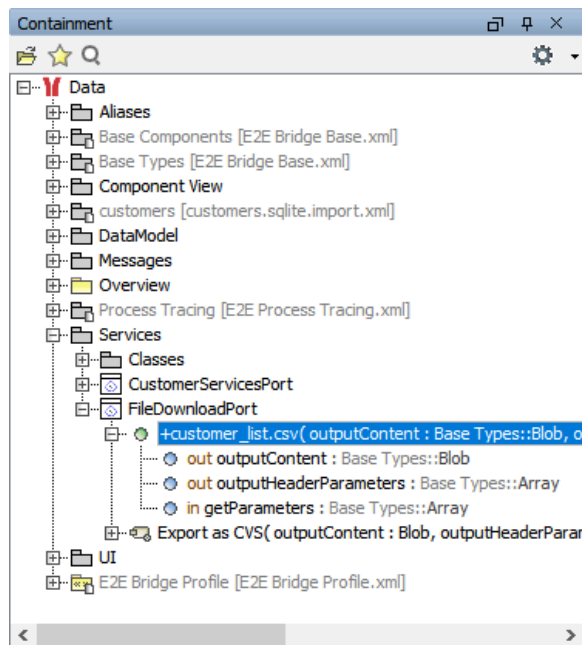 Containment
Data
Aliases
Base Components [E2E Bridge Base.xml]
Base Types [E2E Bridge Base.xml]
Component View
customers [customers.sqlite.import.xml]
DataModel
Messages
Overview
Process Tracing [E2E Process Tracing.xml]
Services
Classes
CustomerServicesPort
FileDownloadPort
+customer_list.csv( outputContent : Base Types::Blob, o
out outputContent : Base Types::Blob
out outputHeaderParameters : Base Types::Array
in getParameters : Base Types::Array
Export as CVS( outputContent : Blob, outputHeaderParar
UI
E2E Bridge Profile [E2E Bridge Profile.xml]